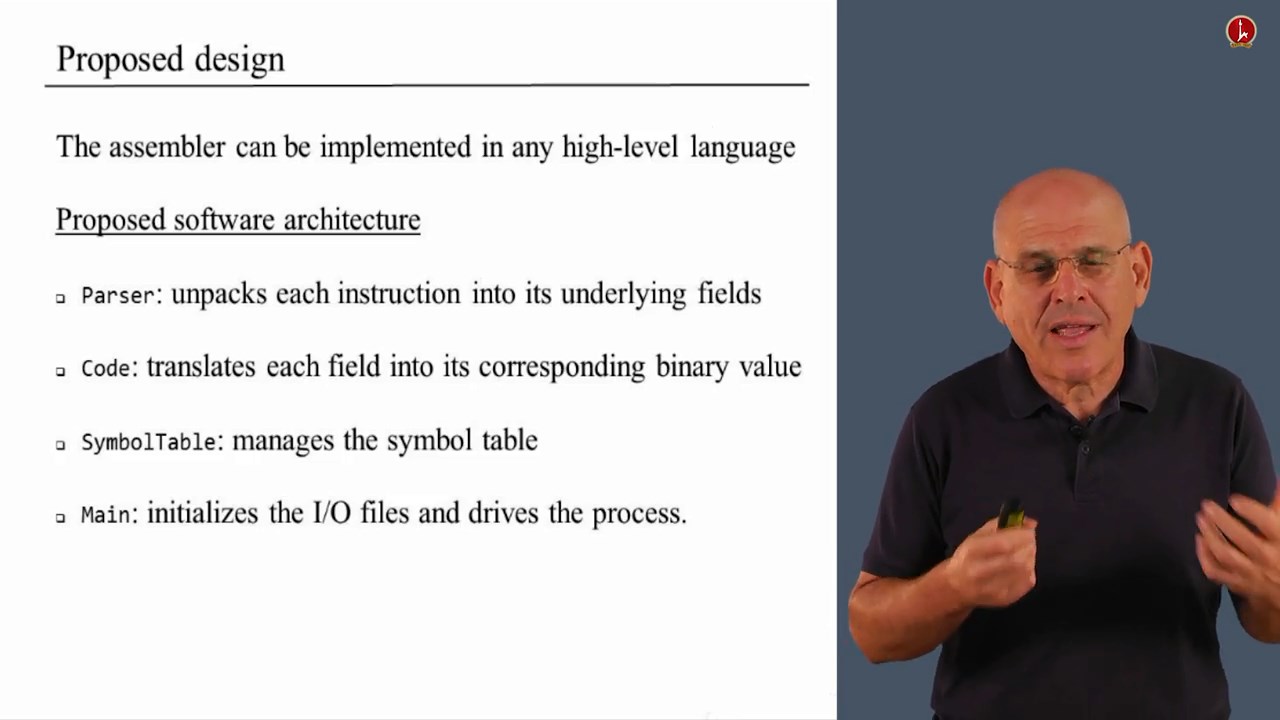 Proposed design
The assembler can be implemented in any high-level language
Proposed software architecture
Parser: unpacks each instruction into its underlying fields
Code: translates each field into its corresponding binary value
SymbolTable: manages the symbol table
Main: initializes the I/O files and drives the process.